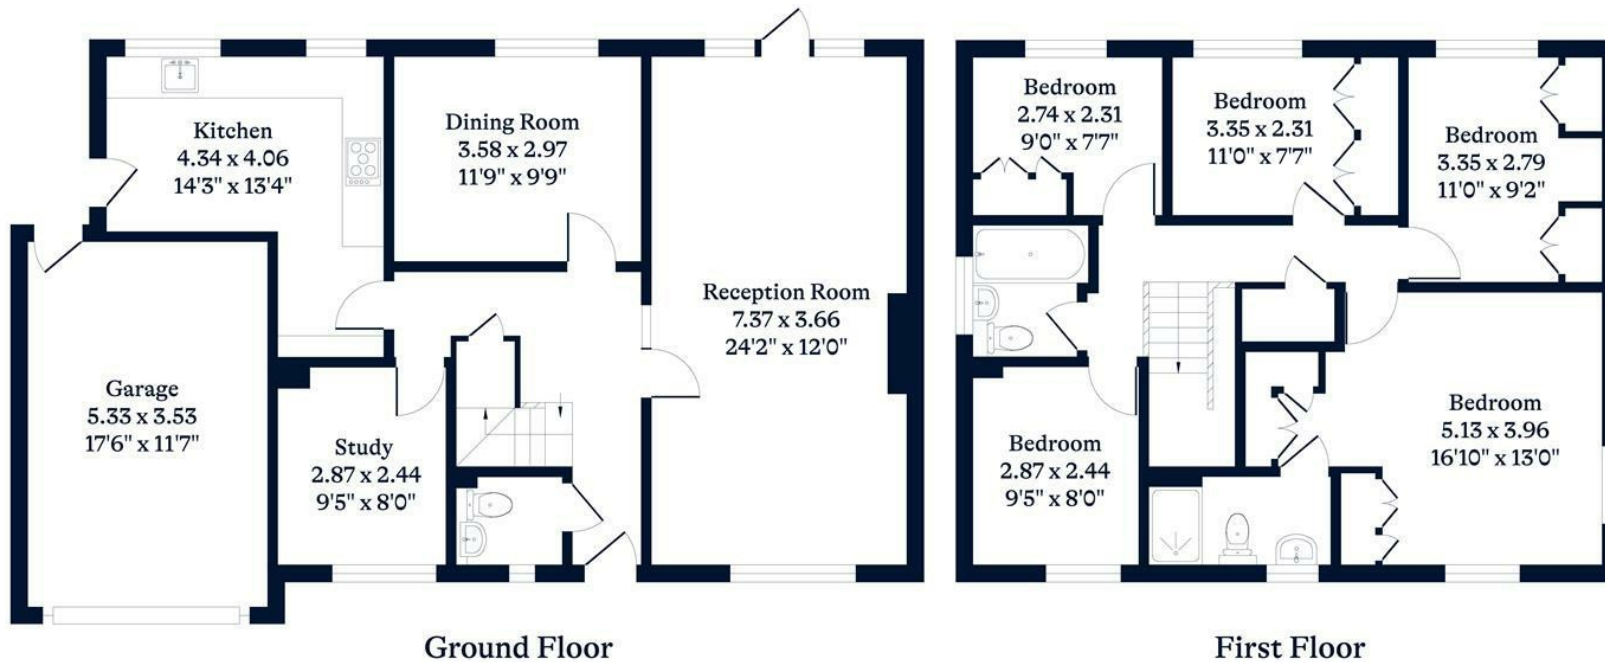 Kitchen
4.34 x 4.06
14'3" x 13'4"
Dining Room
3.58 x 2.97
11'9" x 9'9"
Reception Room
7.37 x 3.66
24'2" x 12'0"
Garage
5.33 x 3.53
17'6" x 11'7"
Study
2.87 x 2.44
9'5" x 8'0"
Ground Floor
Bedroom
2.74 x 2.31
9'0" x 7'7"
Bedroom
3.35 x 2.31
11'0" x 7'7"
Bedroom
3.35 x 2.79
11'0" x 9'2"
Bedroom
2.87 x 2.44
9'5" x 8'0"
Bedroom
5.13 x 3.96
16'10" x 13'0"
First Floor